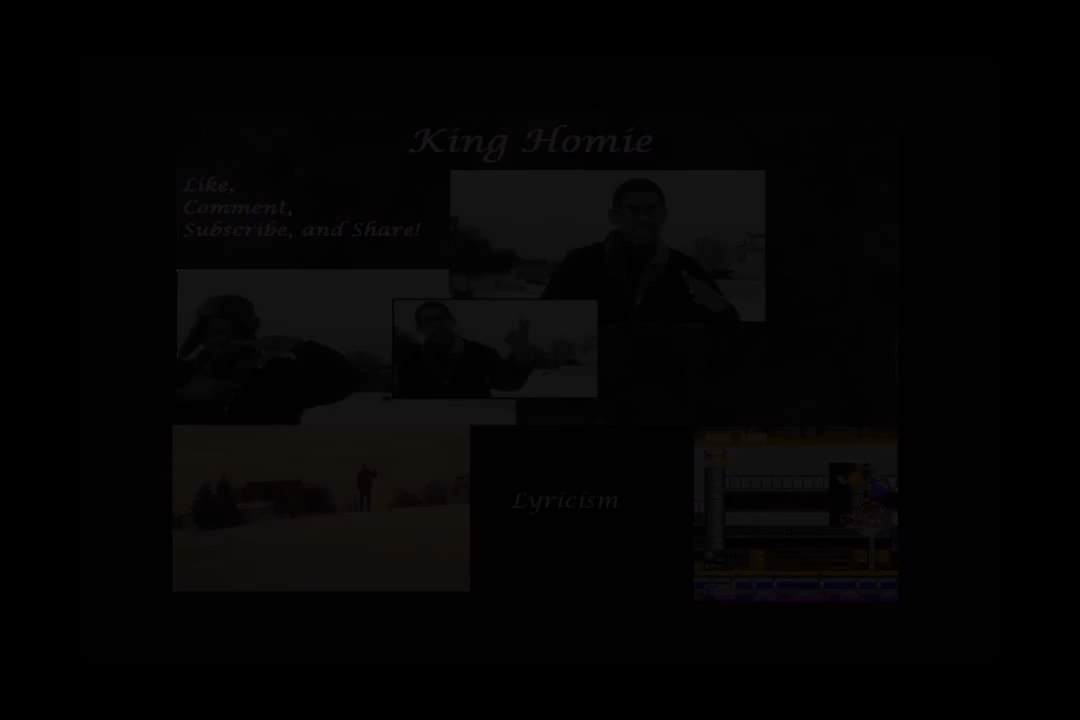 King Homie
Like,
Comment,
Subscribe, and Share!
Lyricism